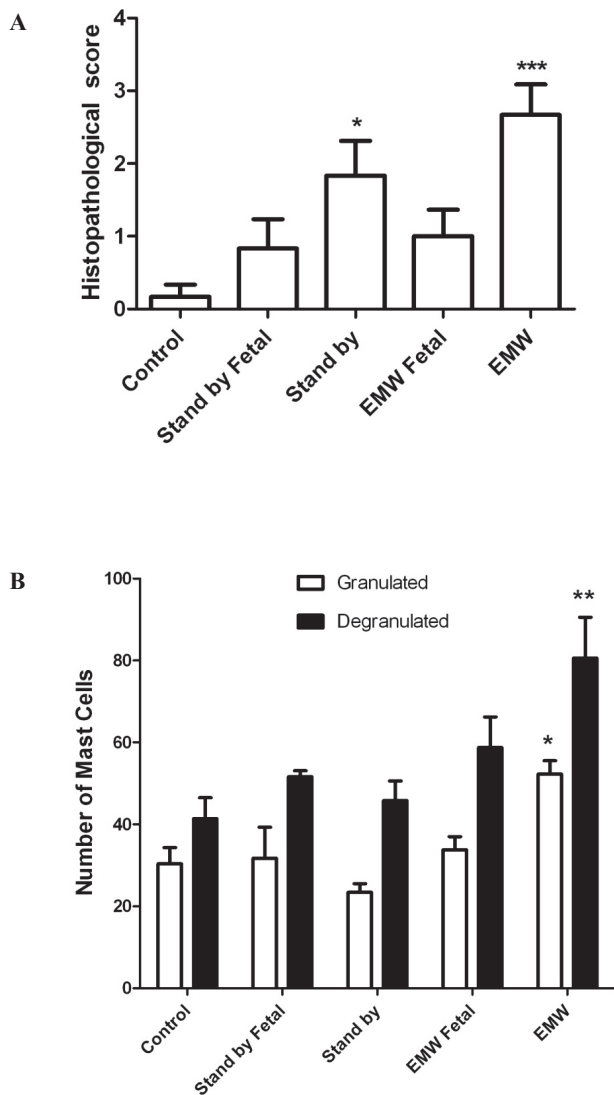 A
Histopathological score
4
3
2
1
0
*
***
Control
Stand by Fetal
Stand by
EMW Fetal
EMW
B
Number of Mast Cells
100
80
60
40
20
0
Granulated
Degranulated
*
**
Control
Stand by Fetal
Stand by
EMW Fetal
EMW